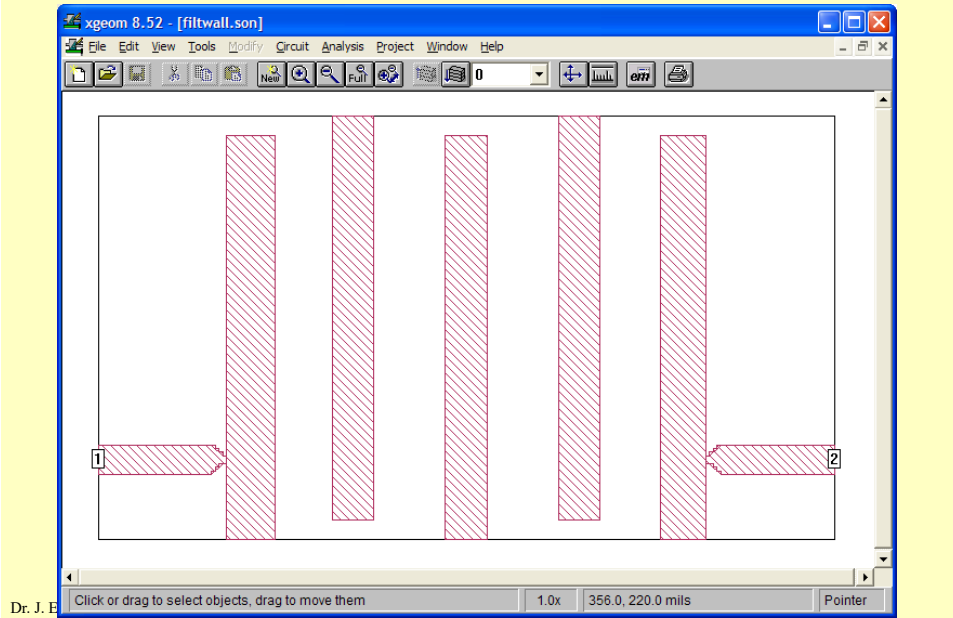 xgeom 8.52 - [filtwall.son]
File Edit View Tools Modify Circuit Analysis Project Window Help
New Full 0 em
1
2
Dr. J. E
Click or drag to select objects, drag to move them 1.0x 356.0, 220.0 mils Pointer